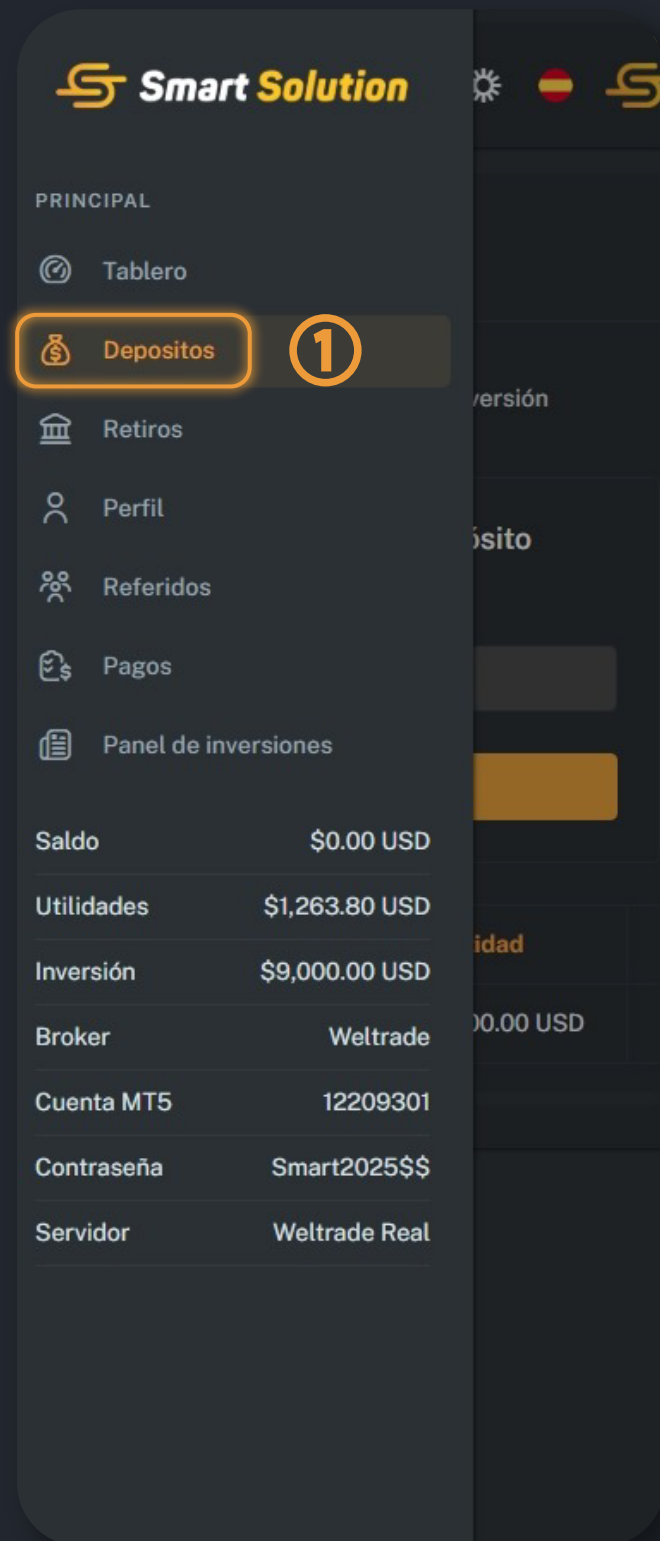 Smart Solution
PRINCIPAL
Tablero
Depositos
1
Retiros
Perfil
Referidos
Pagos
Panel de inversiones
Saldo $0.00 USD
Utilidades $1,263.80 USD
Inversión $9,000.00 USD
Broker Weltrade
Cuenta MT5 12209301
Contraseña Smart2025$$
Servidor Weltrade Real
versión
ósito
idad
00.00 USD